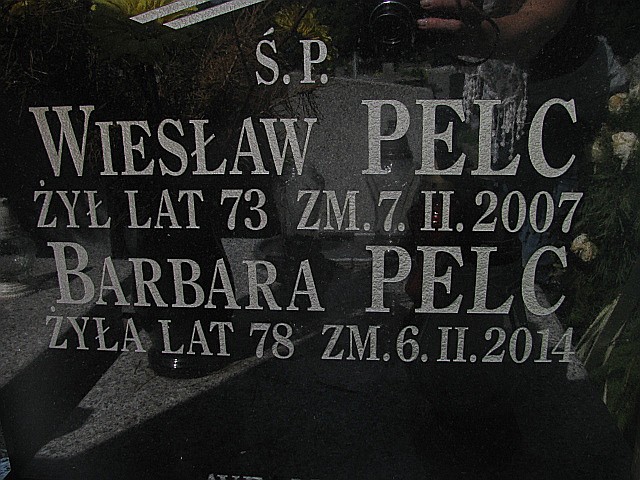 Ś. P.
WIESŁAW PELC
ŻYŁ LAT 73 ZM. 7. II. 2007
BARBARA PELC
ŻYŁA LAT 78 ZM. 6. II. 2014